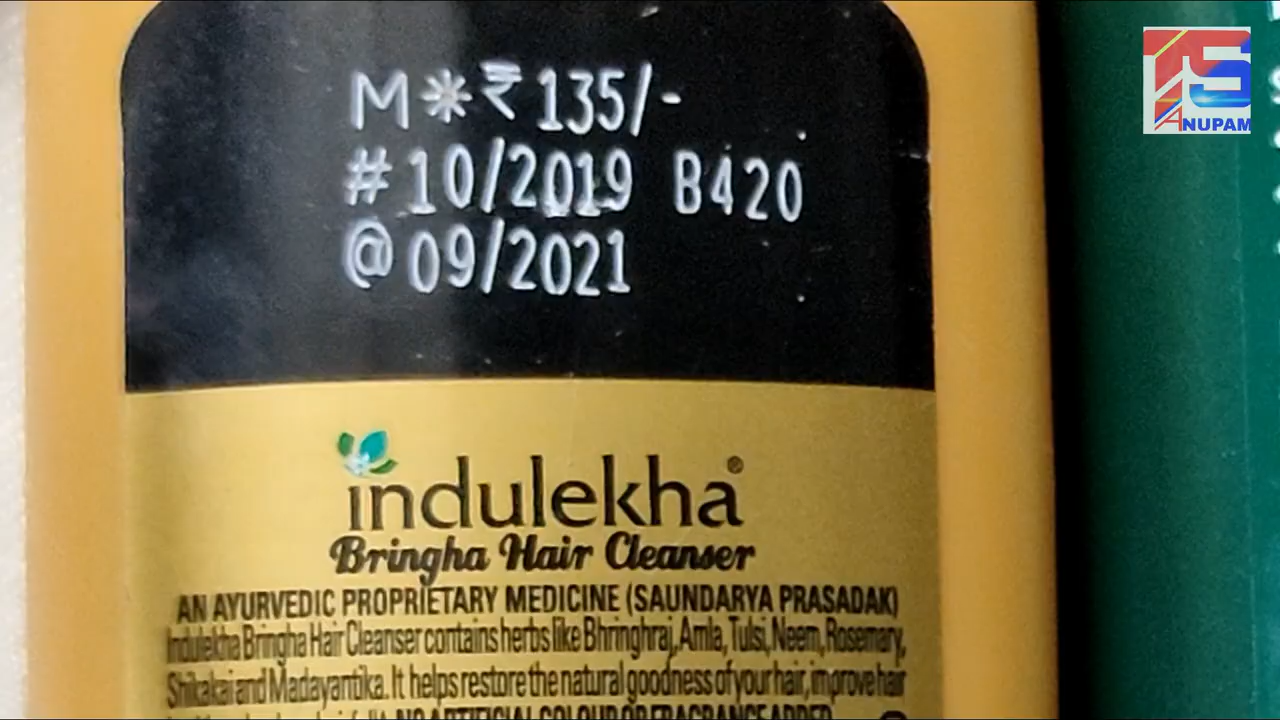 M*₹135/-
#10/2019 B420
@09/2021
indulekha®
Bringha Hair Cleanser
AN AYURVEDIC PROPRIETARY MEDICINE (SAUNDARYA PRASADAK)
Indulekha Bringha Hair Cleanser contains herbs like Bhringhraj, Amla, Tulsi, Neem, Rosemary,
Shikakai and Madayantika. It helps restore the natural goodness of your hair, improve hair
NO ARTIFICIAL COLOUR OR FRAGRANCE ADDED
ANUPAM